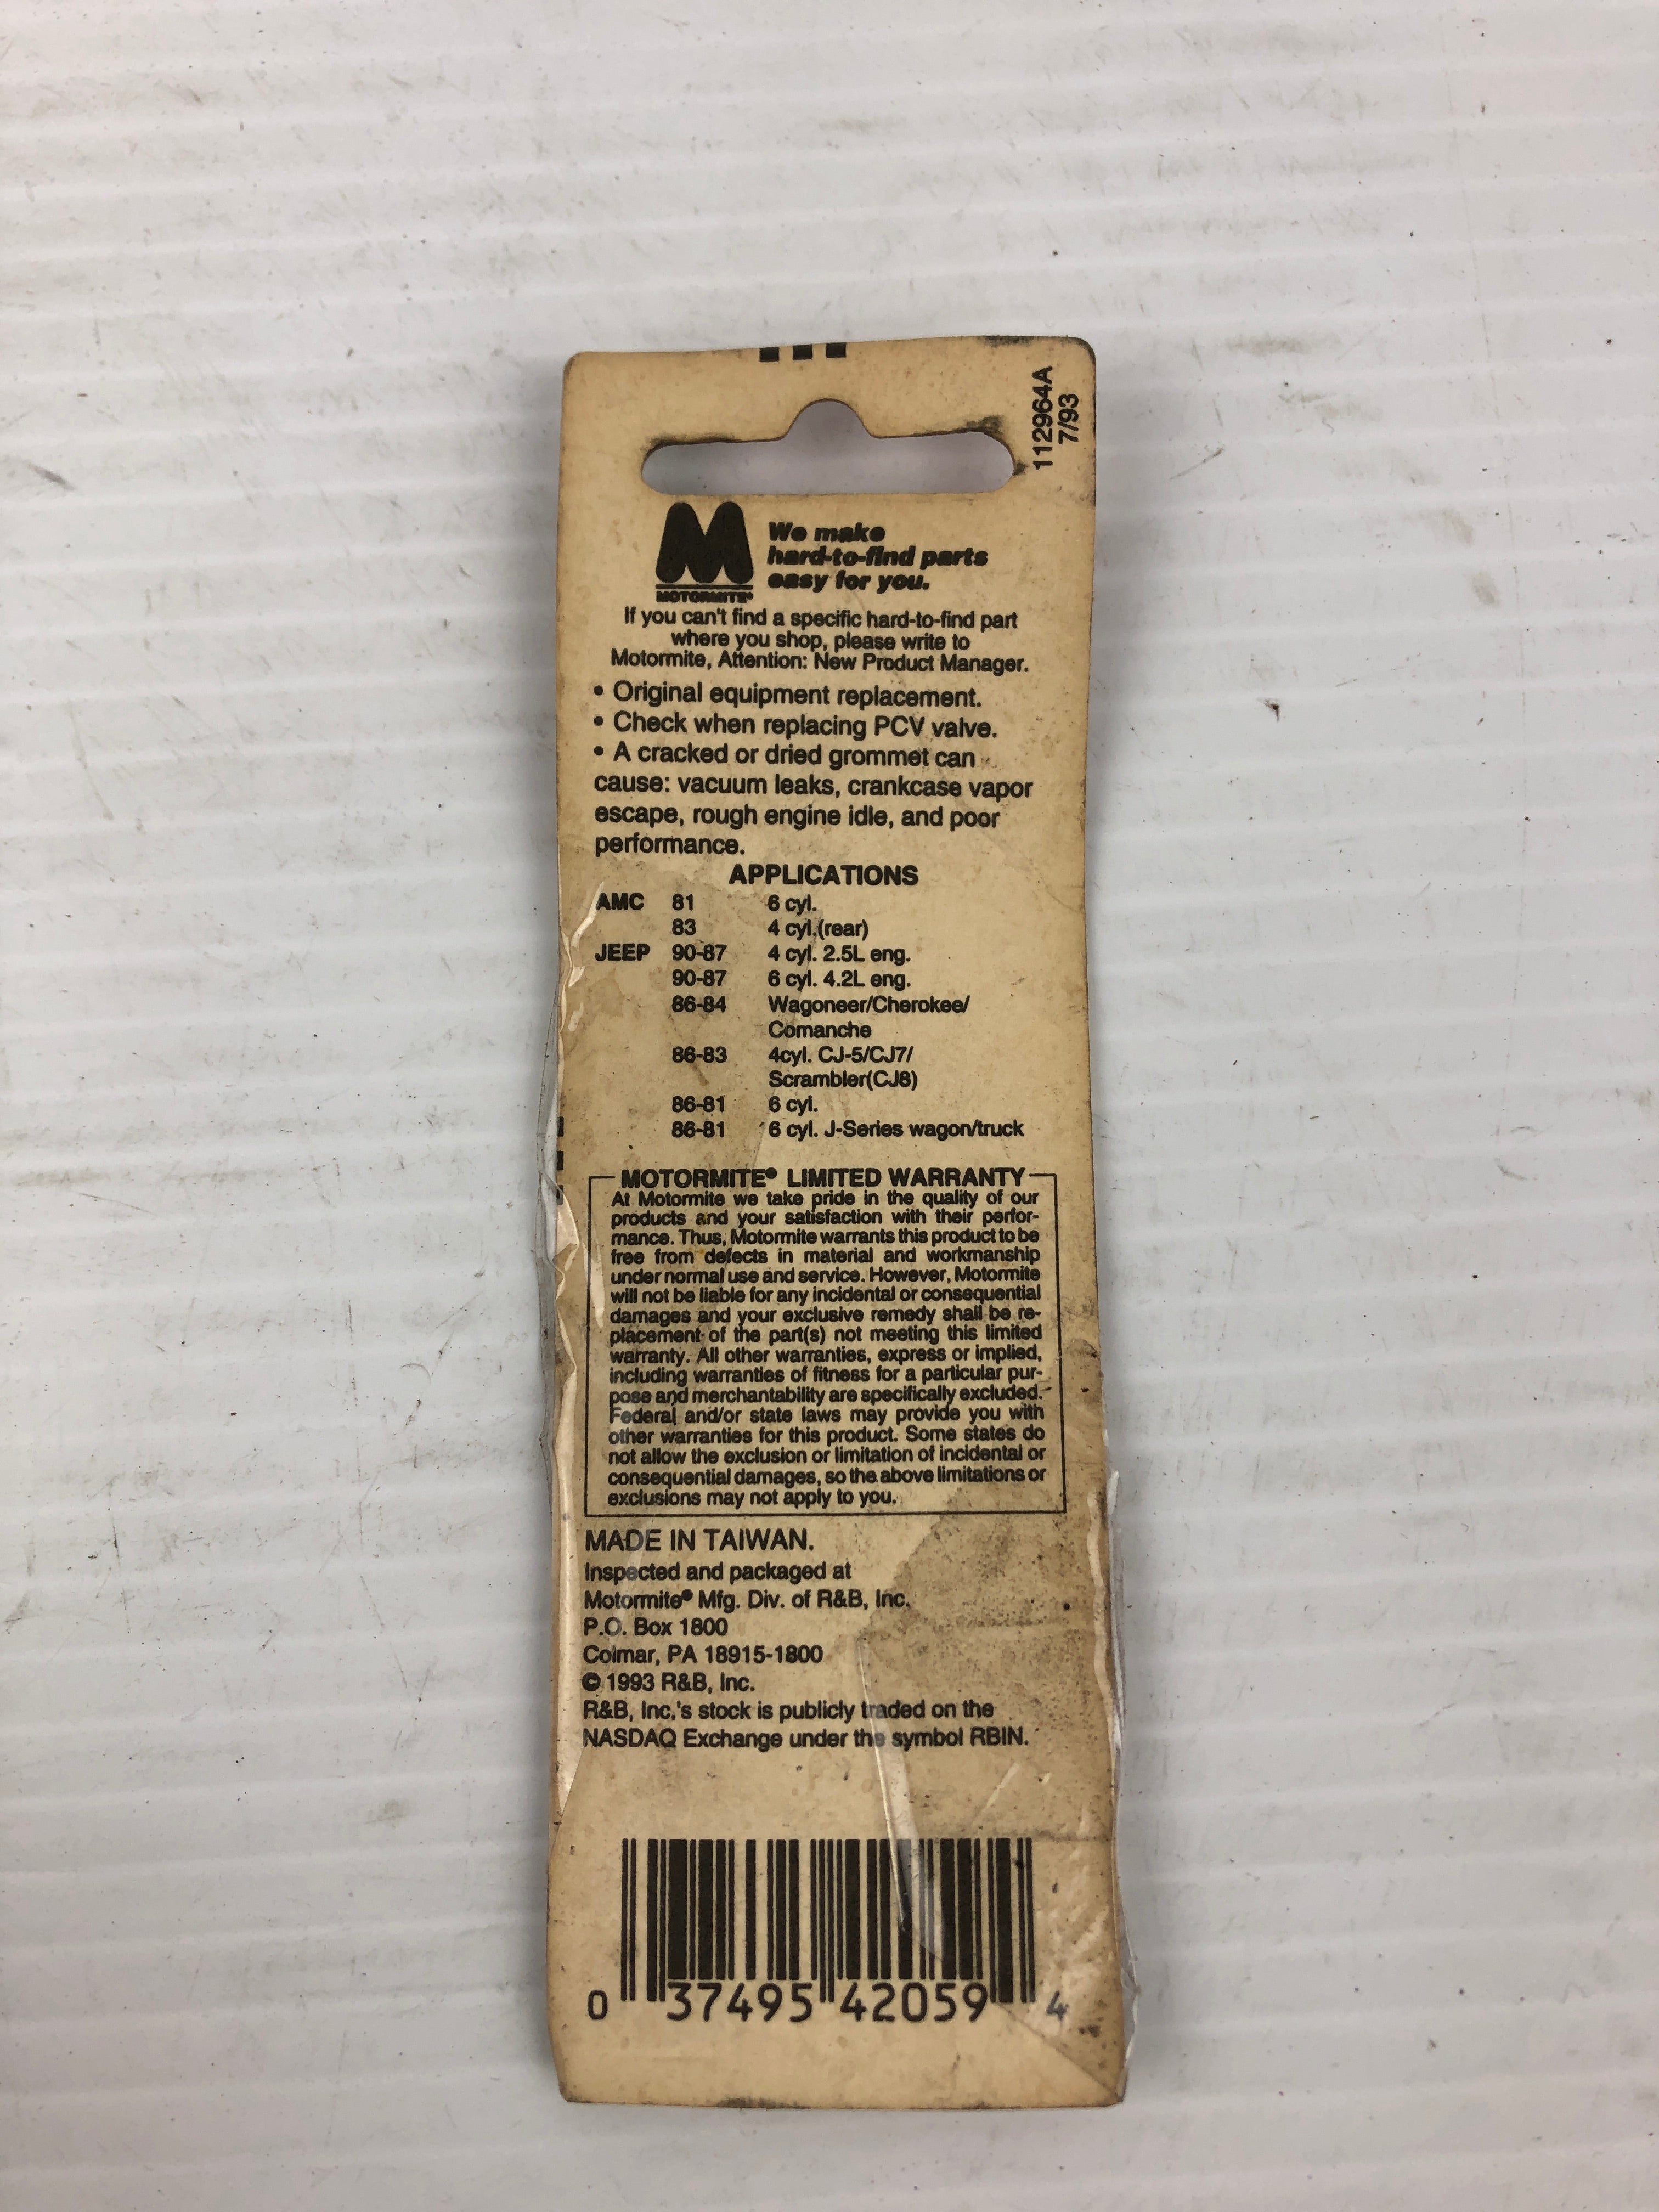 112964A
7/93
We make
hard-to-find parts
easy for you.
MOTORMITE®
If you can't find a specific hard-to-find part
where you shop, please write to
Motormite, Attention: New Product Manager.
• Original equipment replacement.
• Check when replacing PCV valve.
• A cracked or dried grommet can
cause: vacuum leaks, crankcase vapor
escape, rough engine idle, and poor
performance.
APPLICATIONS
AMC 81 6 cyl.
83 4 cyl.(rear)
JEEP 90-87 4 cyl. 2.5L eng.
90-87 6 cyl. 4.2L eng.
86-84 Wagoneer/Cherokee/
Comanche
86-83 4cyl. CJ-5/CJ7/
Scrambler(CJ8)
86-81 6 cyl.
86-81 6 cyl. J-Series wagon/truck
MOTORMITE® LIMITED WARRANTY
At Motormite we take pride in the quality of our
products and your satisfaction with their perfor-
mance. Thus, Motormite warrants this product to be
free from defects in material and workmanship
under normal use and service. However, Motormite
will not be liable for any incidental or consequential
damages and your exclusive remedy shall be re-
placement of the part(s) not meeting this limited
warranty. All other warranties, express or implied,
including warranties of fitness for a particular pur-
pose and merchantability are specifically excluded.
Federal and/or state laws may provide you with
other warranties for this product. Some states do
not allow the exclusion or limitation of incidental or
consequential damages, so the above limitations or
exclusions may not apply to you.
MADE IN TAIWAN.
Inspected and packaged at
Motormite® Mfg. Div. of R&B, Inc.
P.O. Box 1800
Colmar, PA 18915-1800
© 1993 R&B, Inc.
R&B, Inc.'s stock is publicly traded on the
NASDAQ Exchange under the symbol RBIN.
0 37495 42059 4